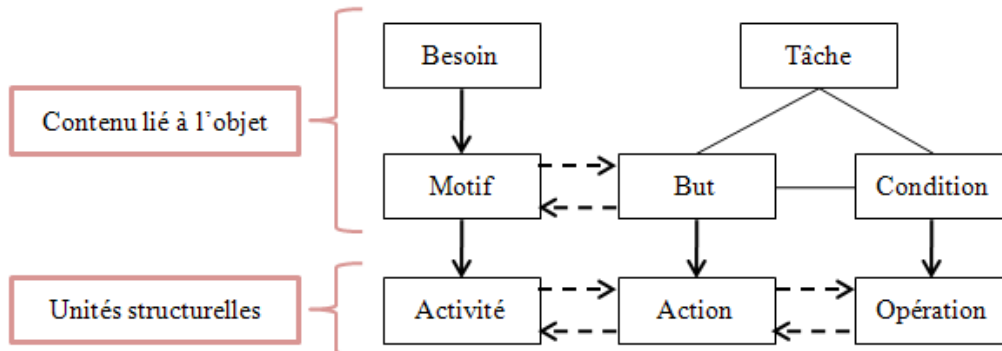 Besoin
Tâche
Contenu lié à l'objet
Motif
But
Condition
Unités structurelles
Activité
Action
Opération